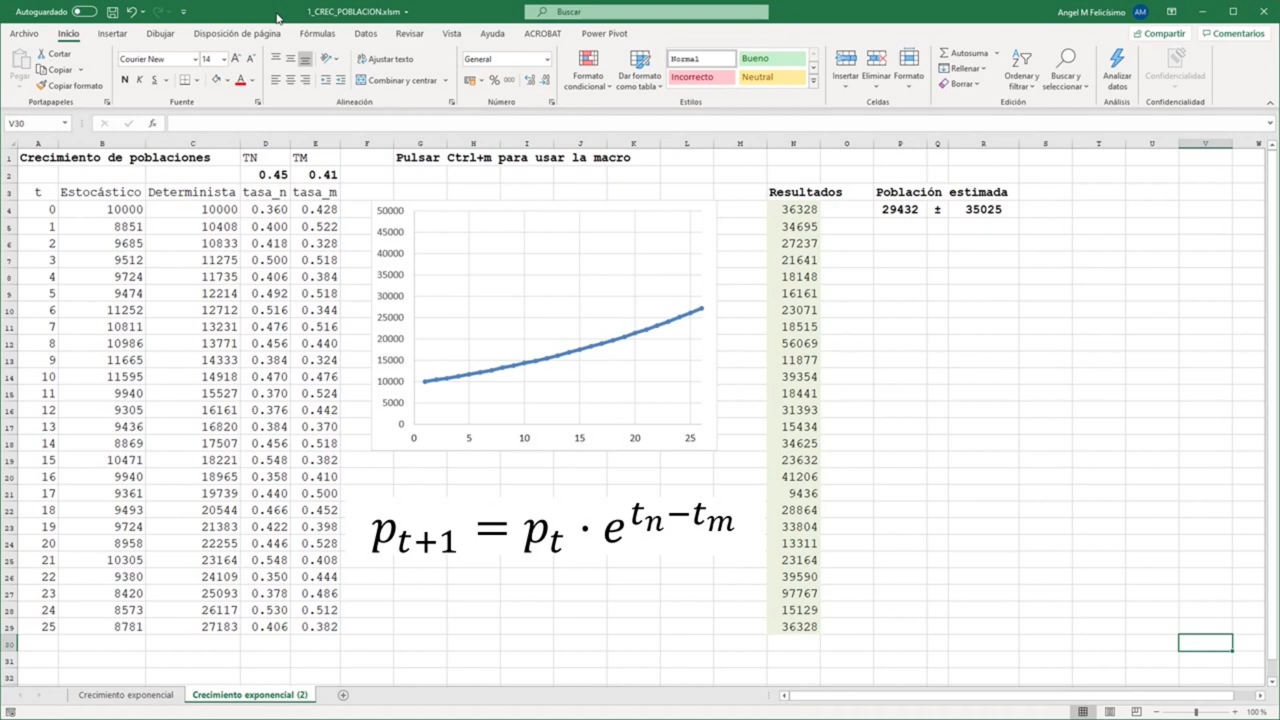 Autoguardado 1_CREC_POBLACION.xlsm Buscar Angel M Felicísimo AM
Archivo Inicio Insertar Dibujar Disposición de página Fórmulas Datos Revisar Vista Ayuda ACROBAT Power Pivot Compartir Comentarios
Pegar Cortar Copiar Copiar formato Portapapeles
Courier New 14 N K S A Fuente
Ajustar texto Combinar y centrar Alineación
General % 000 Número
Formato condicional Dar formato como tabla Normal Bueno Incorrecto Neutral Estilos
Insertar Eliminar Formato Celdas
Autosuma Rellenar Borrar Ordenar y filtrar Buscar y seleccionar Edición
Analizar datos Análisis
Confidencialidad Confidencialidad
V30 fx
A B C D E F G H I J K L M N O P Q R S T U V W
1 Crecimiento de poblaciones TN TM Pulsar Ctrl+m para usar la macro
2 0.45 0.41
3 t Estocástico Determinista tasa_n tasa_m Resultados Población estimada
4 0 10000 10000 0.360 0.428 36328 29432 ± 35025
5 1 8851 10408 0.400 0.522 34695
6 2 9685 10833 0.418 0.328 27237
7 3 9512 11275 0.500 0.518 21641
8 4 9724 11735 0.406 0.384 18148
9 5 9474 12214 0.492 0.518 16161
10 6 11252 12712 0.516 0.344 23071
11 7 10811 13231 0.476 0.516 18515
12 8 10986 13771 0.456 0.440 56069
13 9 11665 14333 0.384 0.324 11877
14 10 11595 14918 0.470 0.476 39354
15 11 9940 15527 0.370 0.524 18441
16 12 9305 16161 0.376 0.442 31393
17 13 9436 16820 0.384 0.370 15434
18 14 8869 17507 0.456 0.518 34625
19 15 10471 18221 0.548 0.382 23632
20 16 9940 18965 0.358 0.410 41206
21 17 9361 19739 0.440 0.500 9436
22 18 9493 20544 0.466 0.452 28864
23 19 9724 21383 0.422 0.398 33804
24 20 8958 22255 0.446 0.528 13311
25 21 10305 23164 0.548 0.408 23164
26 22 9380 24109 0.350 0.444 39590
27 23 8420 25093 0.378 0.486 97767
28 24 8573 26117 0.530 0.512 15129
29 25 8781 27183 0.406 0.382 36328
30
31
32
50000
45000
40000
35000
30000
25000
20000
15000
10000
5000
0
0 5 10 15 20 25
pt+1 = pt · e^tn−tm
Crecimiento exponencial Crecimiento exponencial (2)
100 %